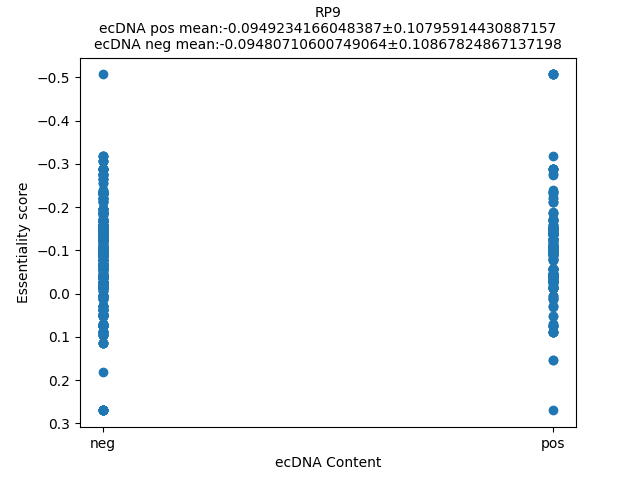 RP9
ecDNA pos mean:-0.0949234166048387±0.10795914430887157
ecDNA neg mean:-0.09480710600749064±0.10867824867137198
Essentiality score
−0.5
−0.4
−0.3
−0.2
−0.1
0.0
0.1
0.2
0.3
neg
pos
ecDNA Content